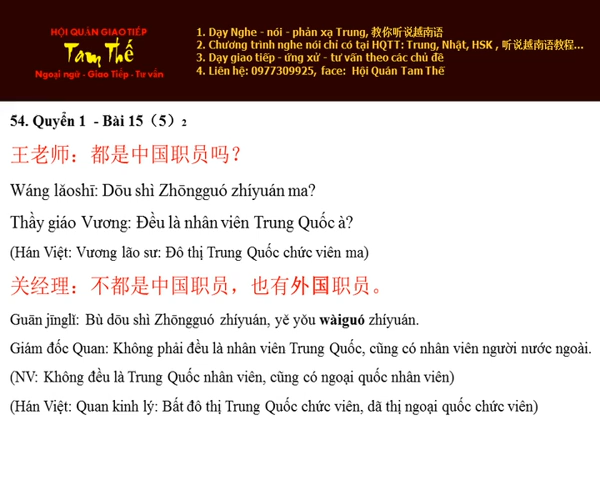 HỘI QUÁN GIAO TIẾP
Tam Thế
Ngoại ngữ - Giao Tiếp - Tư vấn
1. Dạy Nghe - nói - phản xạ Trung, 教你听说越南语
2. Chương trình nghe nói chỉ có tại HQTT: Trung, Nhật, HSK , 听说越南语教程...
3. Dạy giao tiếp - ứng xử - tư vấn theo các chủ đề
4. Liên hệ: 0977309925, face: Hội Quán Tam Thế
54. Quyển 1 - Bài 15（5）2
王老师：都是中国职员吗？
Wáng lǎoshī: Dōu shì Zhōngguó zhíyuán ma?
Thầy giáo Vương: Đều là nhân viên Trung Quốc à?
(Hán Việt: Vương lão sư: Đô thị Trung Quốc chức viên ma)
关经理：不都是中国职员，也有外国职员。
Guān jīnglǐ: Bù dōu shì Zhōngguó zhíyuán, yě yǒu wàiguó zhíyuán.
Giám đốc Quan: Không phải đều là nhân viên Trung Quốc, cũng có nhân viên người nước ngoài.
(NV: Không đều là Trung Quốc nhân viên, cũng có ngoại quốc nhân viên)
(Hán Việt: Quan kinh lý: Bất đô thị Trung Quốc chức viên, dã thị ngoại quốc chức viên)